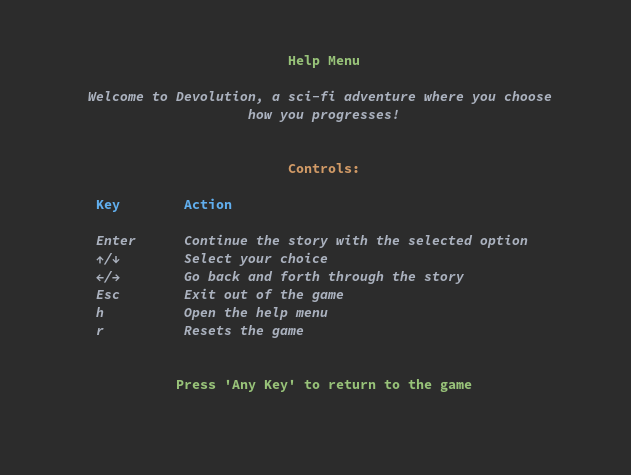 Help Menu
Welcome to Devolution, a sci-fi adventure where you choose
how you progresses!
Controls:
Key Action
Enter Continue the story with the selected option
↑/↓ Select your choice
←/→ Go back and forth through the story
Esc Exit out of the game
h Open the help menu
r Resets the game
Press 'Any Key' to return to the game